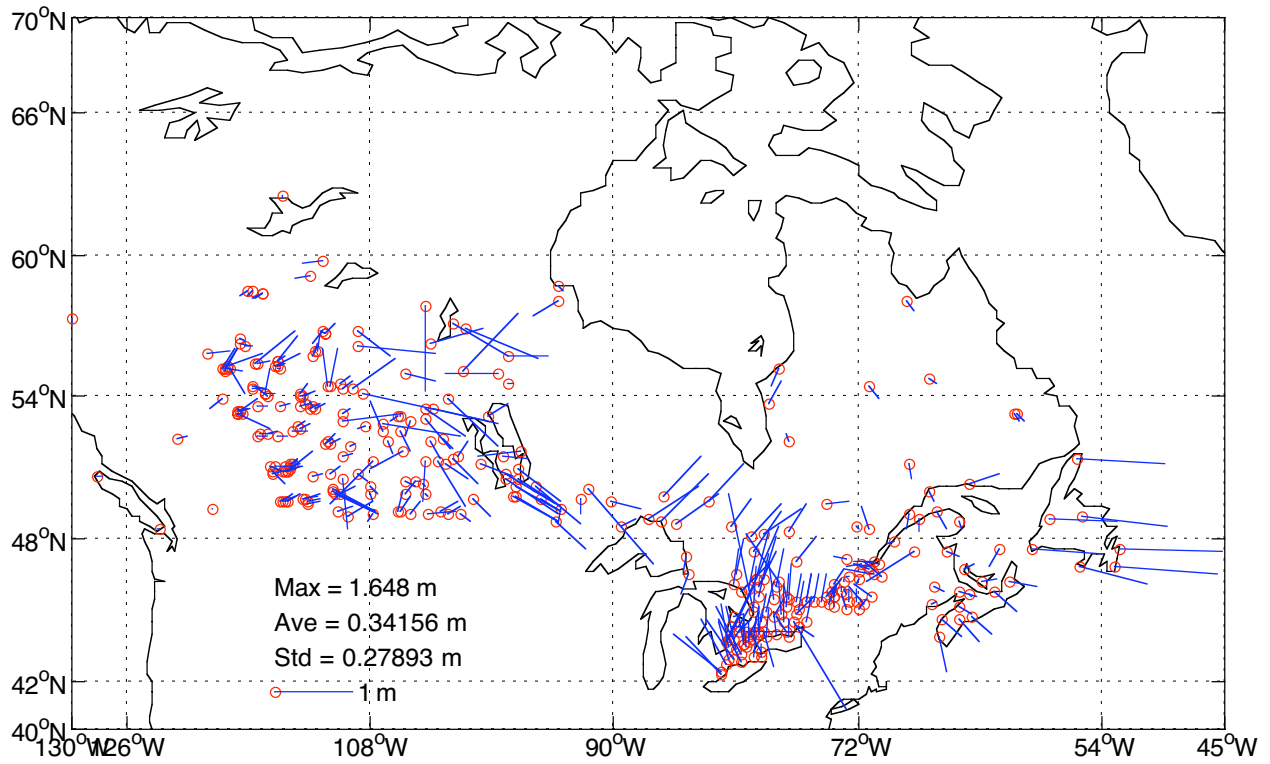 70°N
66°N
60°N
54°N
48°N
42°N
40°N
Max = 1.648 m
Ave = 0.34156 m
Std = 0.27893 m
1 m
130°W 126°W 108°W 90°W 72°W 54°W 45°W